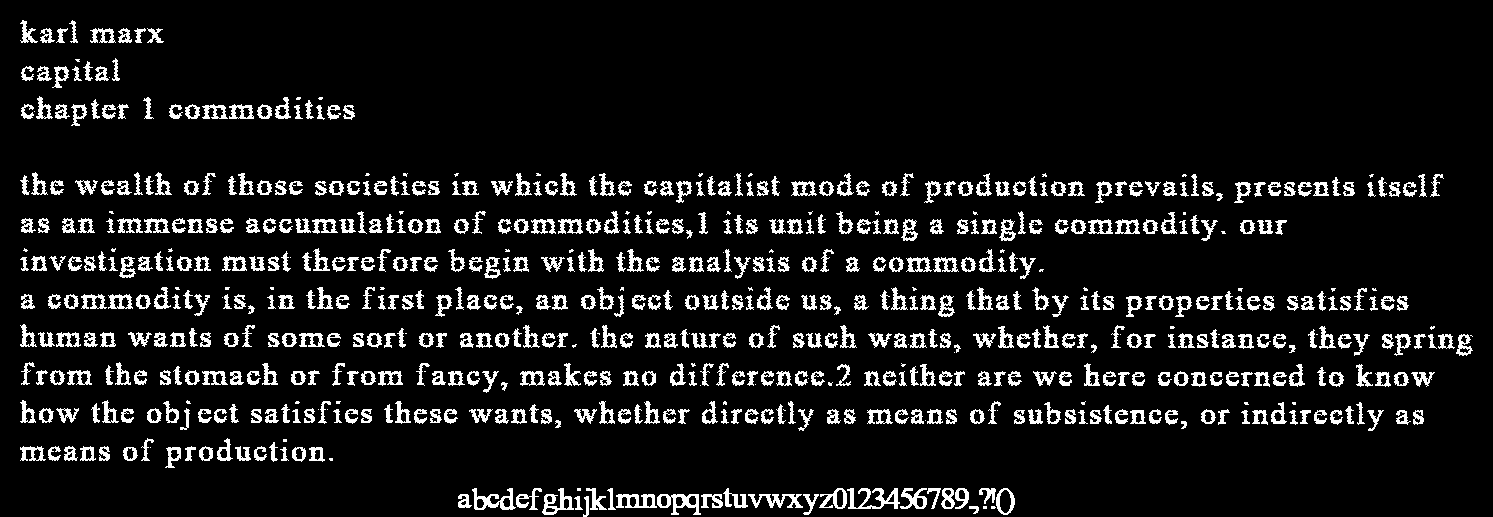 karl marx
capital
chapter 1 commodities
the wealth of those societies in which the capitalist mode of production prevails, presents itself
as an immense accumulation of commodities,1 its unit being a single commodity. our
investigation must therefore begin with the analysis of a commodity.
a commodity is, in the first place, an object outside us, a thing that by its properties satisfies
human wants of some sort or another. the nature of such wants, whether, for instance, they spring
from the stomach or from fancy, makes no difference.2 neither are we here concerned to know
how the object satisfies these wants, whether directly as means of subsistence, or indirectly as
means of production.
abcdefghijklmnopqrstuvwxyz0123456789.,?!()